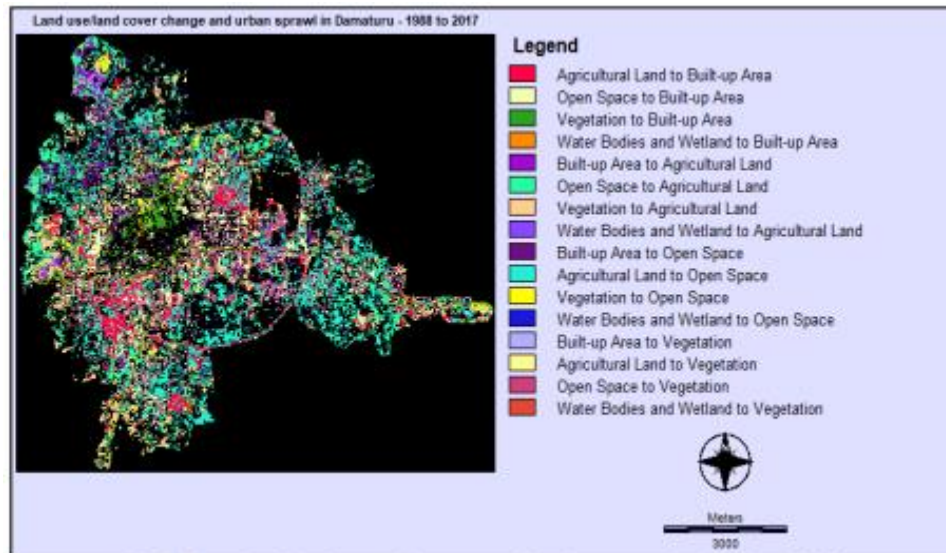 Land use/land cover change and urban sprawl in Damaturu - 1988 to 2017
Legend
Agricultural Land to Built-up Area
Open Space to Built-up Area
Vegetation to Built-up Area
Water Bodies and Wetland to Built-up Area
Built-up Area to Agricultural Land
Open Space to Agricultural Land
Vegetation to Agricultural Land
Water Bodies and Wetland to Agricultural Land
Built-up Area to Open Space
Agricultural Land to Open Space
Vegetation to Open Space
Water Bodies and Wetland to Open Space
Built-up Area to Vegetation
Agricultural Land to Vegetation
Open Space to Vegetation
Water Bodies and Wetland to Vegetation
Meters
3000